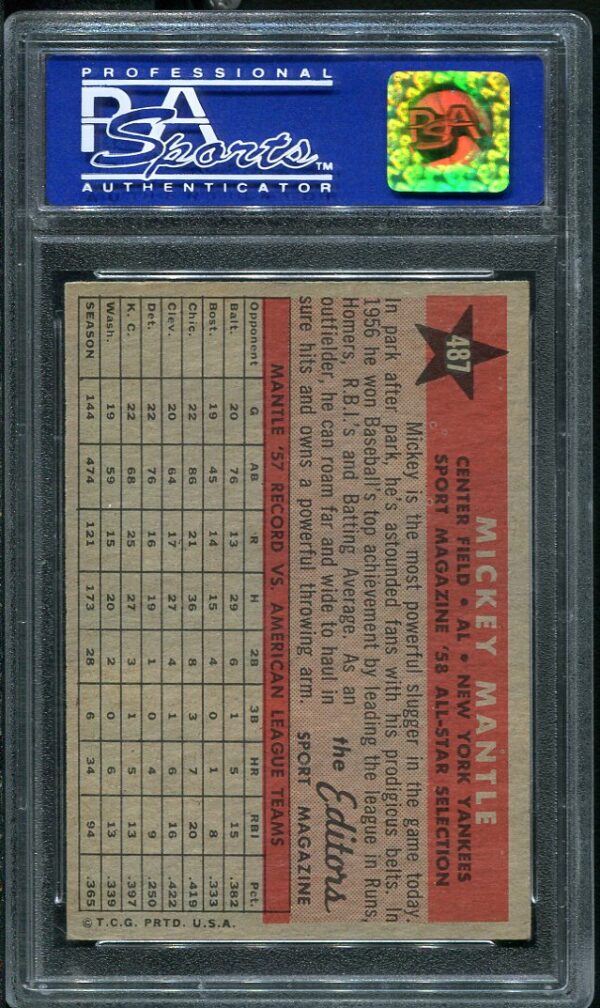 PROFESSIONAL
PSA
Sports™
AUTHENTICATOR
PSA
487
MICKEY MANTLE
CENTER FIELD • AL • NEW YORK YANKEES
SPORT MAGAZINE '58 ALL-STAR SELECTION
Mickey is the most powerful slugger in the game today.
In park after park, he's astounded fans with his prodigious belts. In
1956 he won Baseball's top achievement by leading the league in Runs,
Homers, R.B.I.'s and Batting Average. As an
outfielder, he can roam far and wide to haul in
sure hits and owns a powerful throwing arm.
the Editors
SPORT MAGAZINE
MANTLE '57 RECORD VS. AMERICAN LEAGUE TEAMS
Opponent G AB R H 2B 3B HR RBI Pct.
Balt. 20 76 13 29 6 1 5 15 .382
Bost. 19 45 14 15 4 0 1 8 .333
Chic. 22 86 21 36 8 3 7 20 .419
Clev. 20 64 17 27 4 1 6 16 .422
Det. 22 76 16 19 1 0 4 9 .250
K. C. 22 68 25 27 3 1 5 13 .397
Wash. 19 59 15 20 2 0 6 13 .339
SEASON 144 474 121 173 28 6 34 94 .365
© T.C.G. PRTD. U.S.A.